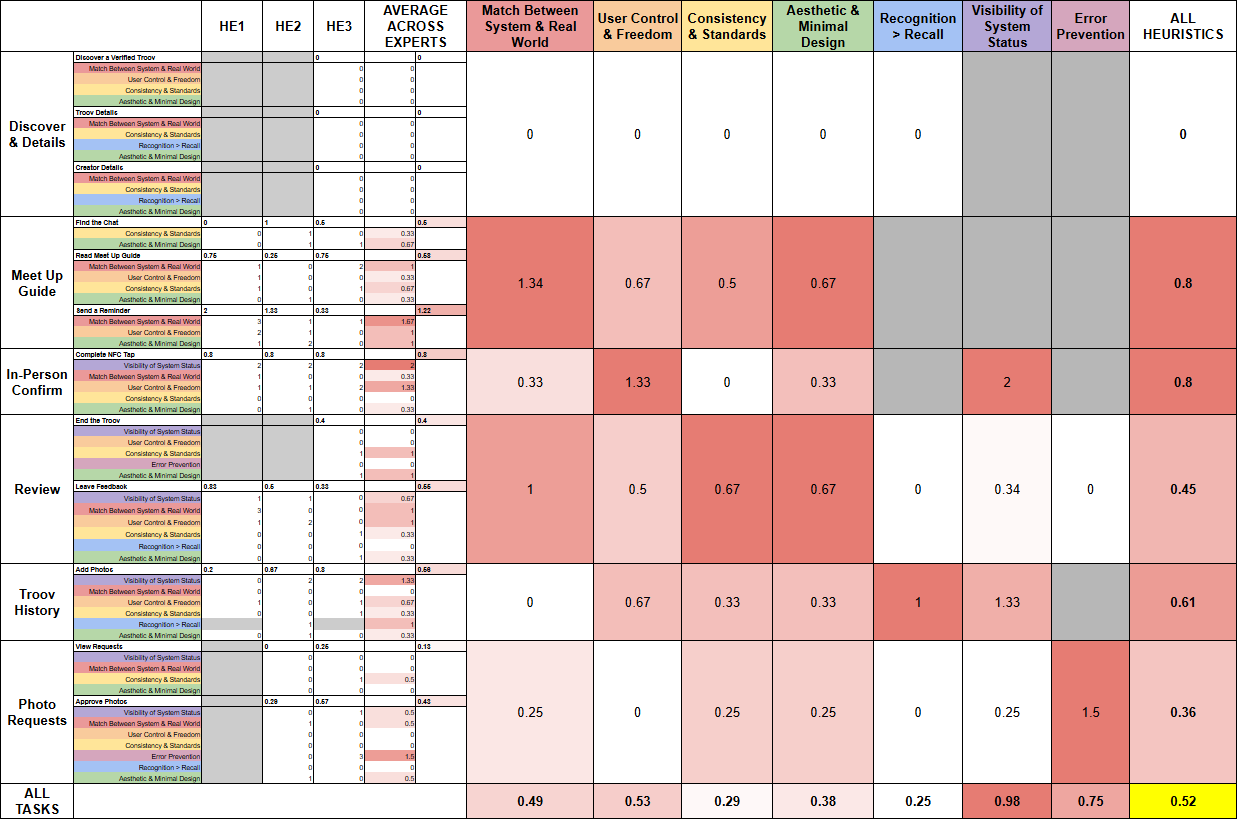 HE1 HE2 HE3 AVERAGE ACROSS EXPERTS Match Between System & Real World User Control & Freedom Consistency & Standards Aesthetic & Minimal Design Recognition > Recall Visibility of System Status Error Prevention ALL HEURISTICS
Discover & Details 0 0 0 0 0 0
Discover a Verified Troov 0 0
Match Between System & Real World 0 0
User Control & Freedom 0 0
Consistency & Standards 0 0
Aesthetic & Minimal Design 0 0
Troov Details 0 0
Match Between System & Real World 0 0
Consistency & Standards 0 0
Recognition > Recall 0 0
Aesthetic & Minimal Design 0 0
Creator Details 0 0
Match Between System & Real World 0 0
Consistency & Standards 0 0
Recognition > Recall 0 0
Aesthetic & Minimal Design 0 0
Meet Up Guide 1.34 0.67 0.5 0.67 0.8
Find the Chat 0 1 0.5 0.5
Consistency & Standards 0 1 0 0.33
Aesthetic & Minimal Design 0 1 1 0.67
Read Meet Up Guide 0.75 0.25 0.75 0.58
Match Between System & Real World 1 0 2 1
User Control & Freedom 1 0 0 0.33
Consistency & Standards 1 0 1 0.67
Aesthetic & Minimal Design 0 1 0 0.33
Send a Reminder 2 1.33 0.33 1.22
Match Between System & Real World 3 1 1 1.67
User Control & Freedom 2 1 0 1
Aesthetic & Minimal Design 1 2 0 1
In-Person Confirm 0.33 1.33 0 0.33 2 0.8
Complete NFC Tap 0.8 0.8 0.8 0.8
Visibility of System Status 2 2 2 2
Match Between System & Real World 1 0 0 0.33
User Control & Freedom 1 1 2 1.33
Consistency & Standards 0 0 0 0
Aesthetic & Minimal Design 0 1 0 0.33
Review 1 0.5 0.67 0.67 0 0.34 0 0.45
End the Troov 0.4 0.4
Visibility of System Status 0 0
User Control & Freedom 0 0
Consistency & Standards 1 1
Error Prevention 0 0
Aesthetic & Minimal Design 1 1
Leave Feedback 0.83 0.5 0.33 0.55
Visibility of System Status 1 1 0 0.67
Match Between System & Real World 3 0 0 1
User Control & Freedom 1 2 0 1
Consistency & Standards 0 0 1 0.33
Recognition > Recall 0 0 0 0
Aesthetic & Minimal Design 0 0 1 0.33
Troov History 0 0.67 0.33 0.33 1 1.33 0.61
Add Photos 0.2 0.67 0.8 0.56
Visibility of System Status 0 2 2 1.33
Match Between System & Real World 0 0 0 0
User Control & Freedom 1 0 1 0.67
Consistency & Standards 0 0 1 0.33
Recognition > Recall 1 1
Aesthetic & Minimal Design 0 1 0 0.33
Photo Requests 0.25 0 0.25 0.25 0 0.25 1.5 0.36
View Requests 0 0.25 0.13
Visibility of System Status 0 0 0
Match Between System & Real World 0 0 0
Consistency & Standards 0 1 0.5
Aesthetic & Minimal Design 0 0 0
Approve Photos 0.29 0.57 0.43
Visibility of System Status 0 1 0.5
Match Between System & Real World 1 0 0.5
User Control & Freedom 0 0 0
Consistency & Standards 0 0 0
Error Prevention 0 3 1.5
Recognition > Recall 0 0 0
Aesthetic & Minimal Design 1 0 0.5
ALL TASKS 0.49 0.53 0.29 0.38 0.25 0.98 0.75 0.52